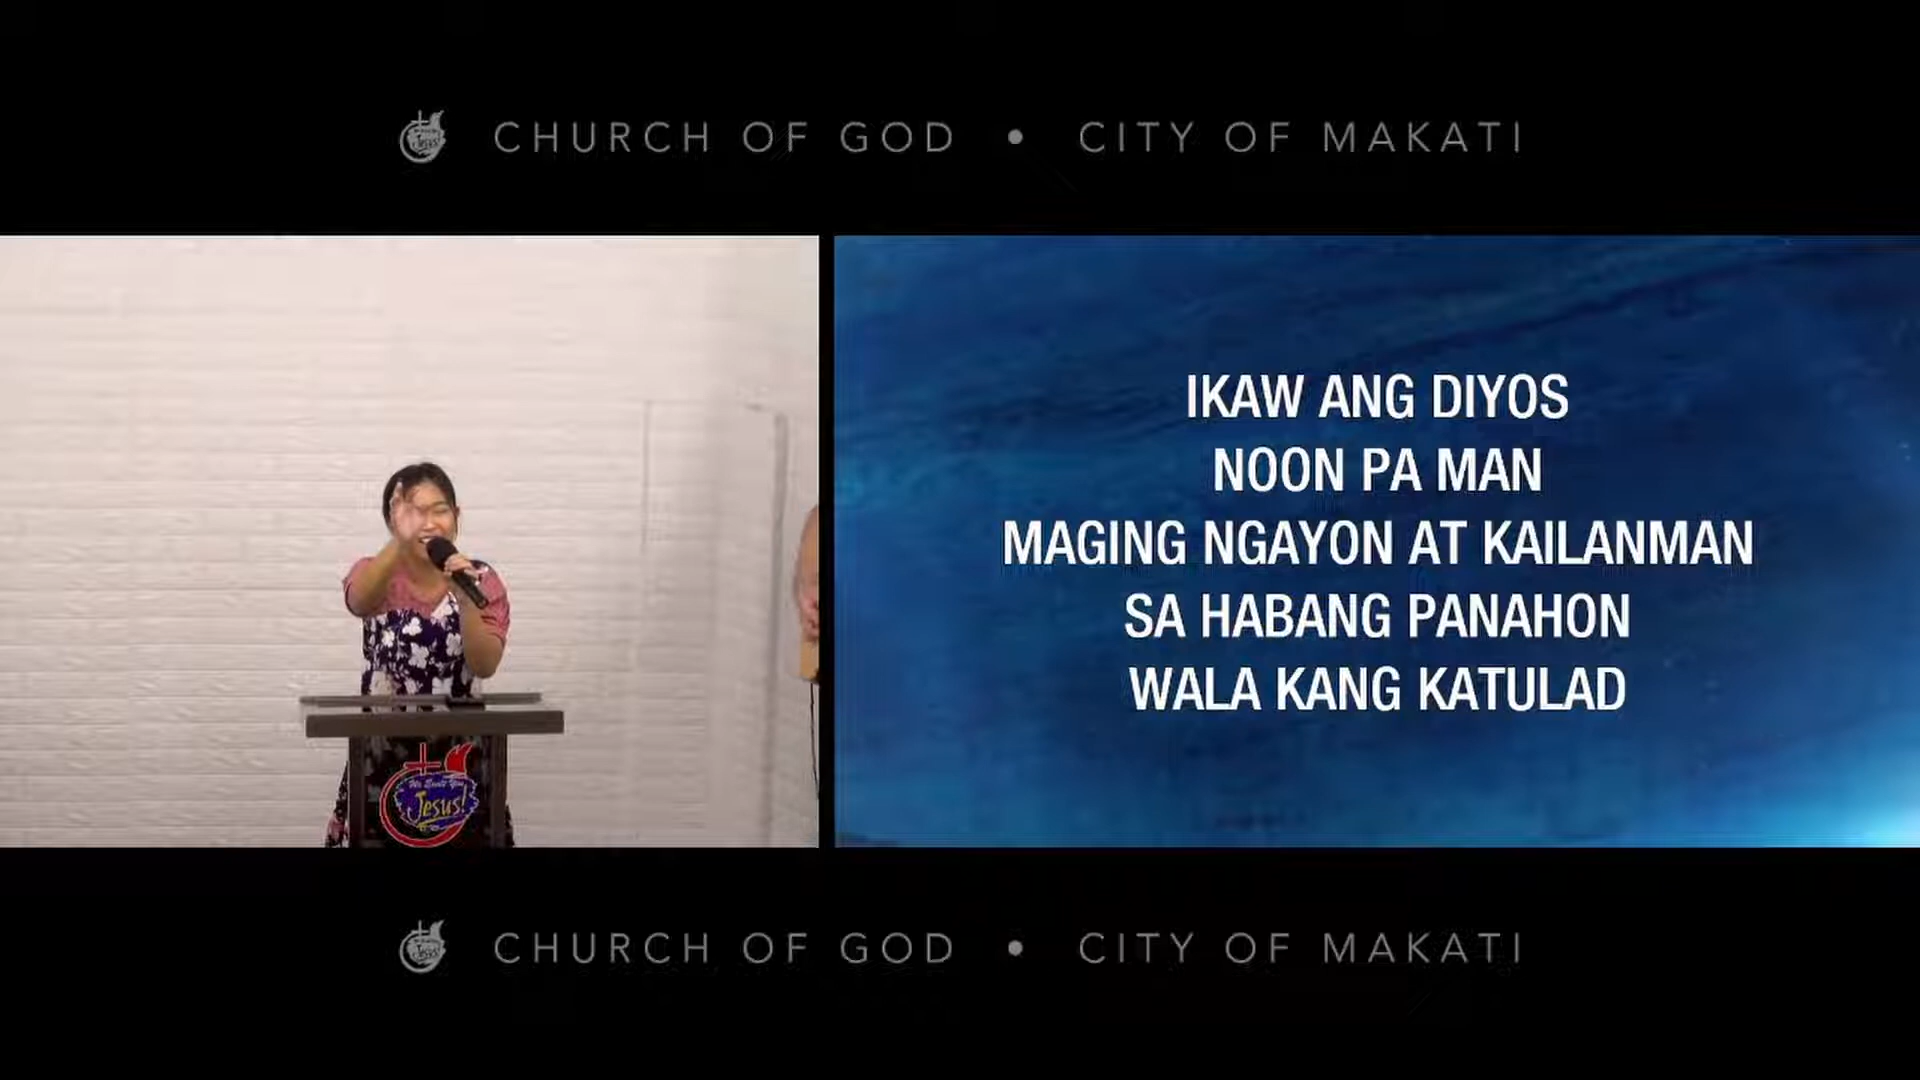 CHURCH OF GOD • CITY OF MAKATI
IKAW ANG DIYOS
NOON PA MAN
MAGING NGAYON AT KAILANMAN
SA HABANG PANAHON
WALA KANG KATULAD
Jesus!
CHURCH OF GOD • CITY OF MAKATI